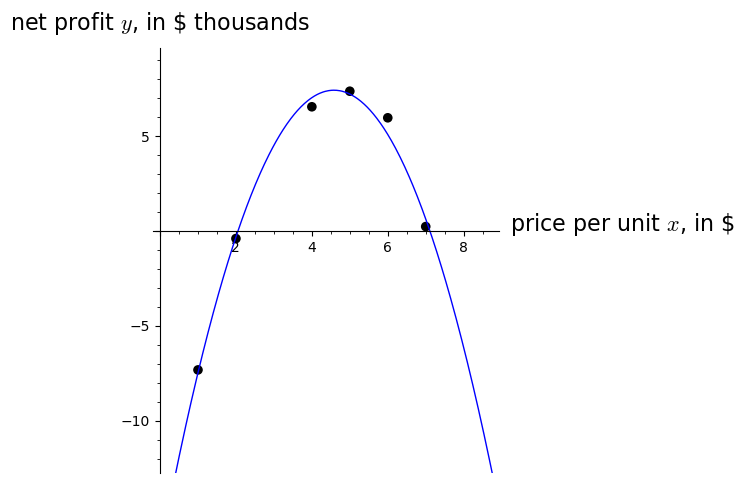 net profit y, in $ thousands
5
price per unit x, in $
2 4 6 8
−5
−10